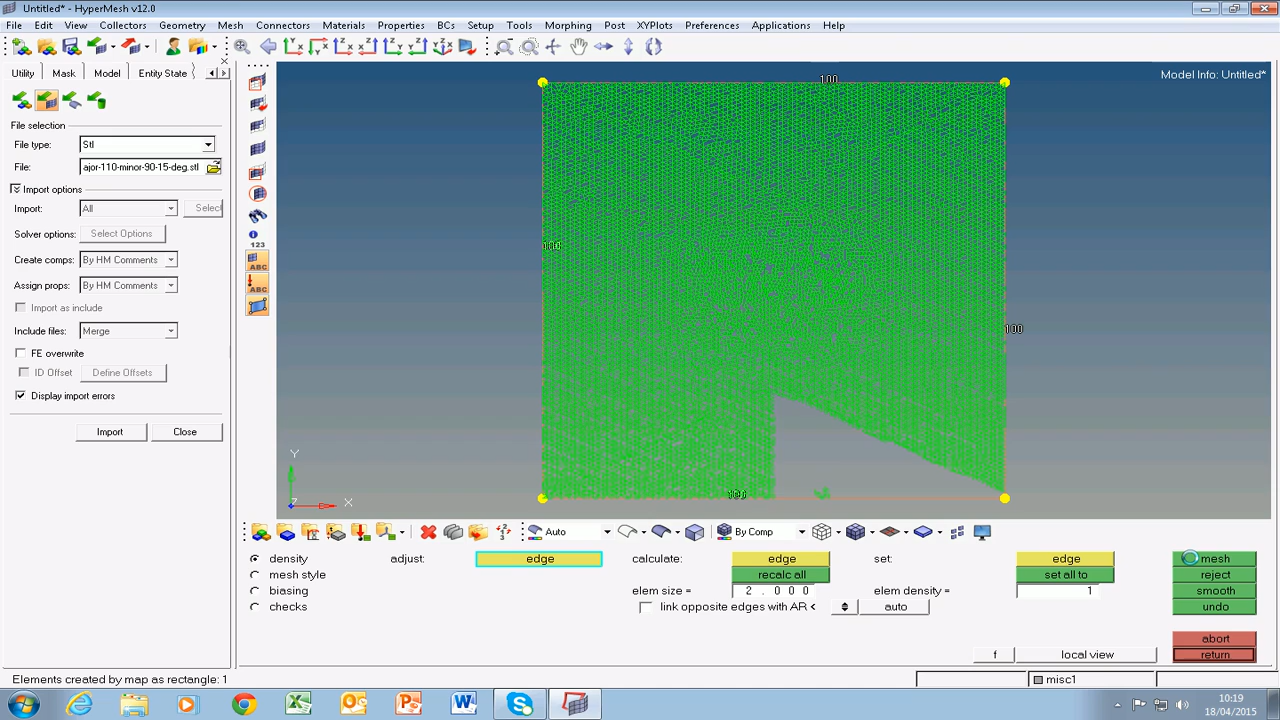 Untitled* - HyperMesh v12.0
File Edit View Collectors Geometry Mesh Connectors Materials Properties BCs Setup Tools Morphing Post XYPlots Preferences Applications Help
Utility Mask Model Entity State
File selection
File type: Stl
File: ajor-110-minor-90-15-deg.stl
Import options
Import: All Select
Solver options: Select Options
Create comps: By HM Comments
Assign props: By HM Comments
Import as include
Include files: Merge
FE overwrite
ID Offset Define Offsets
Display import errors
Import Close
123
ABC
ABC
Model Info: Untitled*
100
100
100
100
Y
Z X
Auto By Comp
density adjust: edge calculate: edge set: edge mesh
mesh style recalc all set all to reject
biasing elem size = 2.000 elem density = 1 smooth
checks link opposite edges with AR < auto undo
abort
f local view return
Elements created by map as rectangle: 1 misc1
10:19
18/04/2015